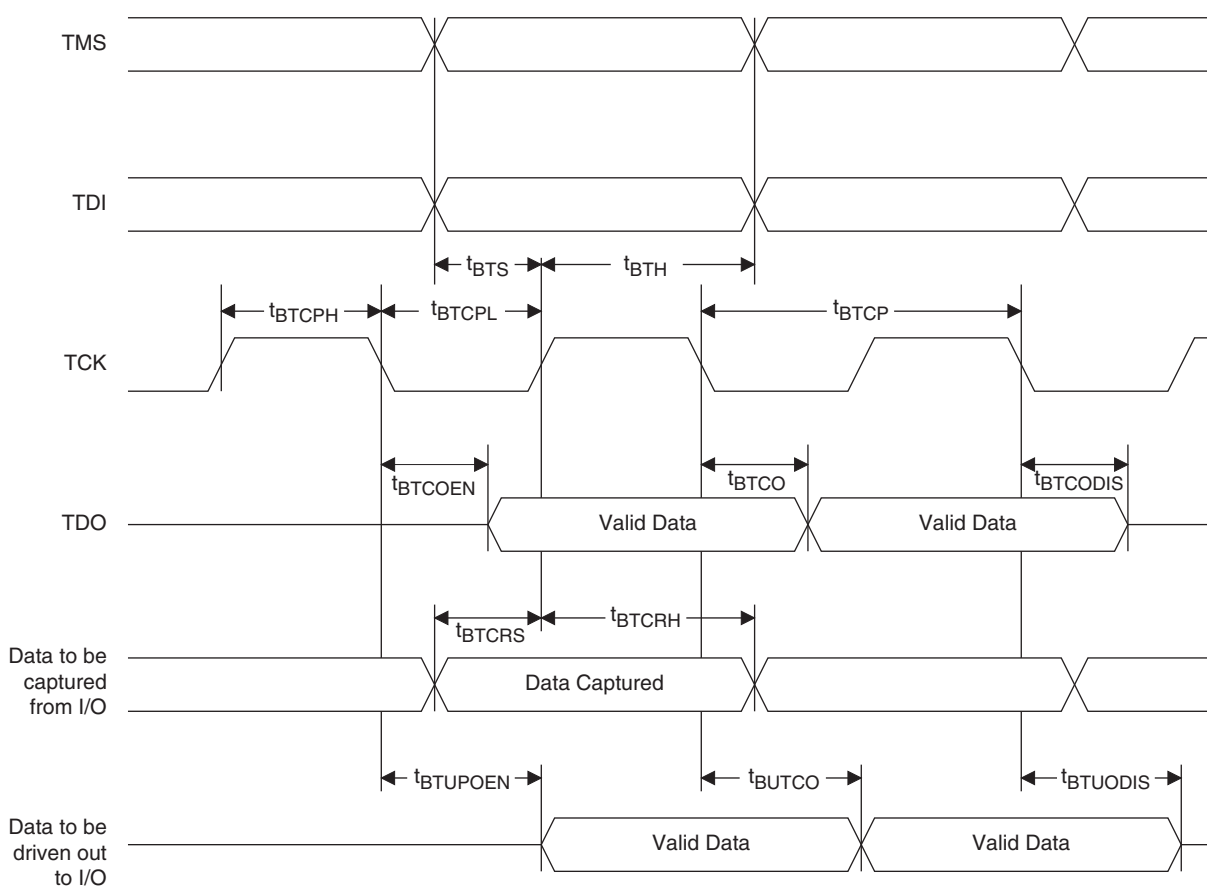 TMS
TDI
tBTS
tBTH
tBTCPH
tBTCPL
tBTCP
TCK
tBTCOEN
tBTCO
tBTCODIS
TDO
Valid Data
Valid Data
tBTCRS
tBTCRH
Data to be
captured
from I/O
Data Captured
tBTUPOEN
tBUTCO
tBTUODIS
Data to be
driven out
to I/O
Valid Data
Valid Data